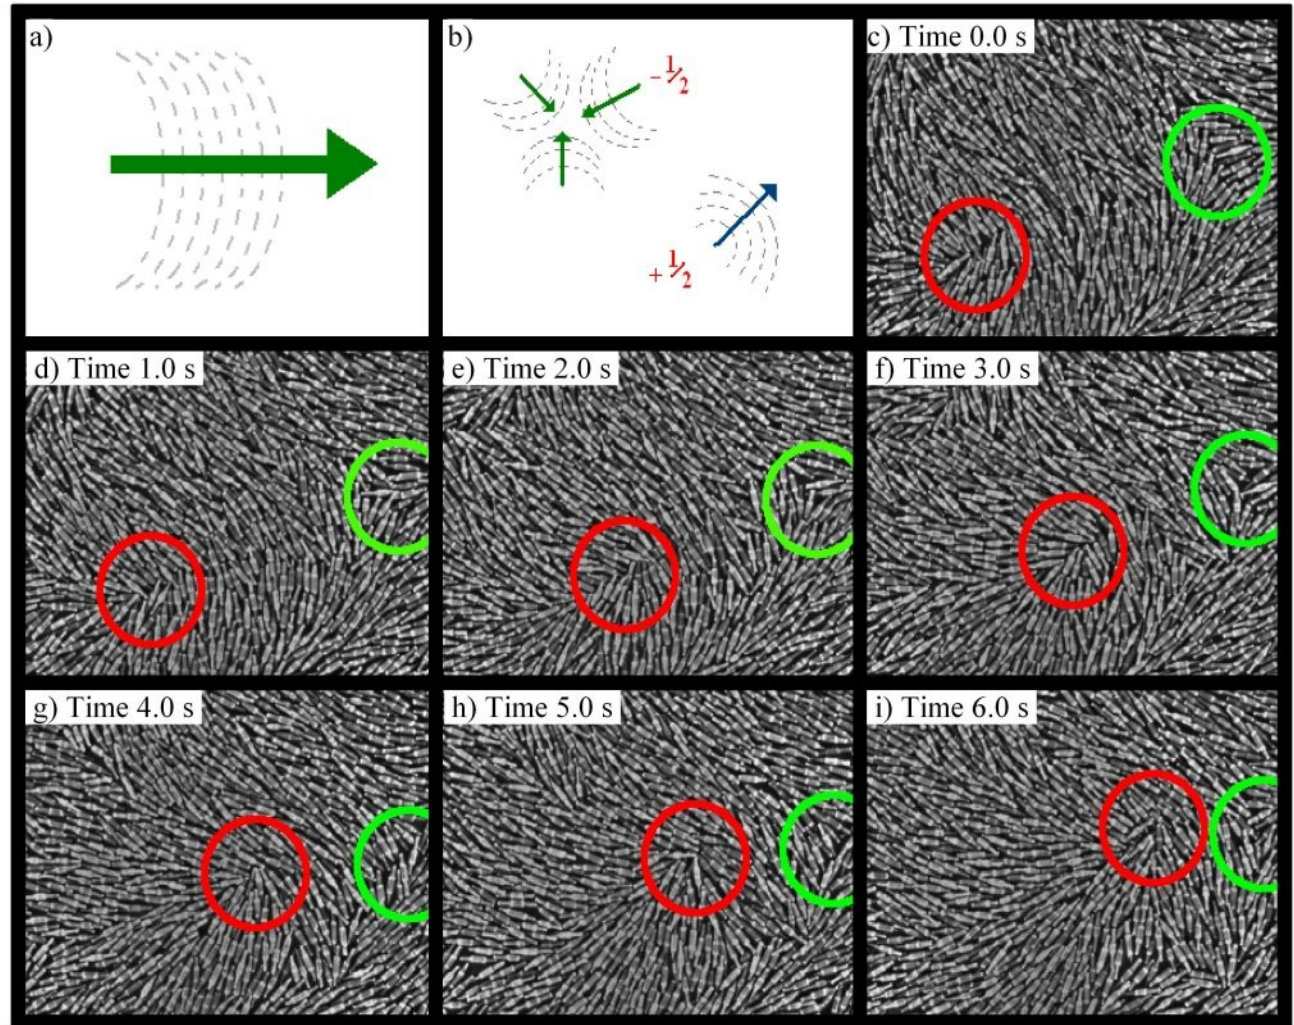 a)
b)
-½
+½
c) Time 0.0 s
d) Time 1.0 s
e) Time 2.0 s
f) Time 3.0 s
g) Time 4.0 s
h) Time 5.0 s
i) Time 6.0 s